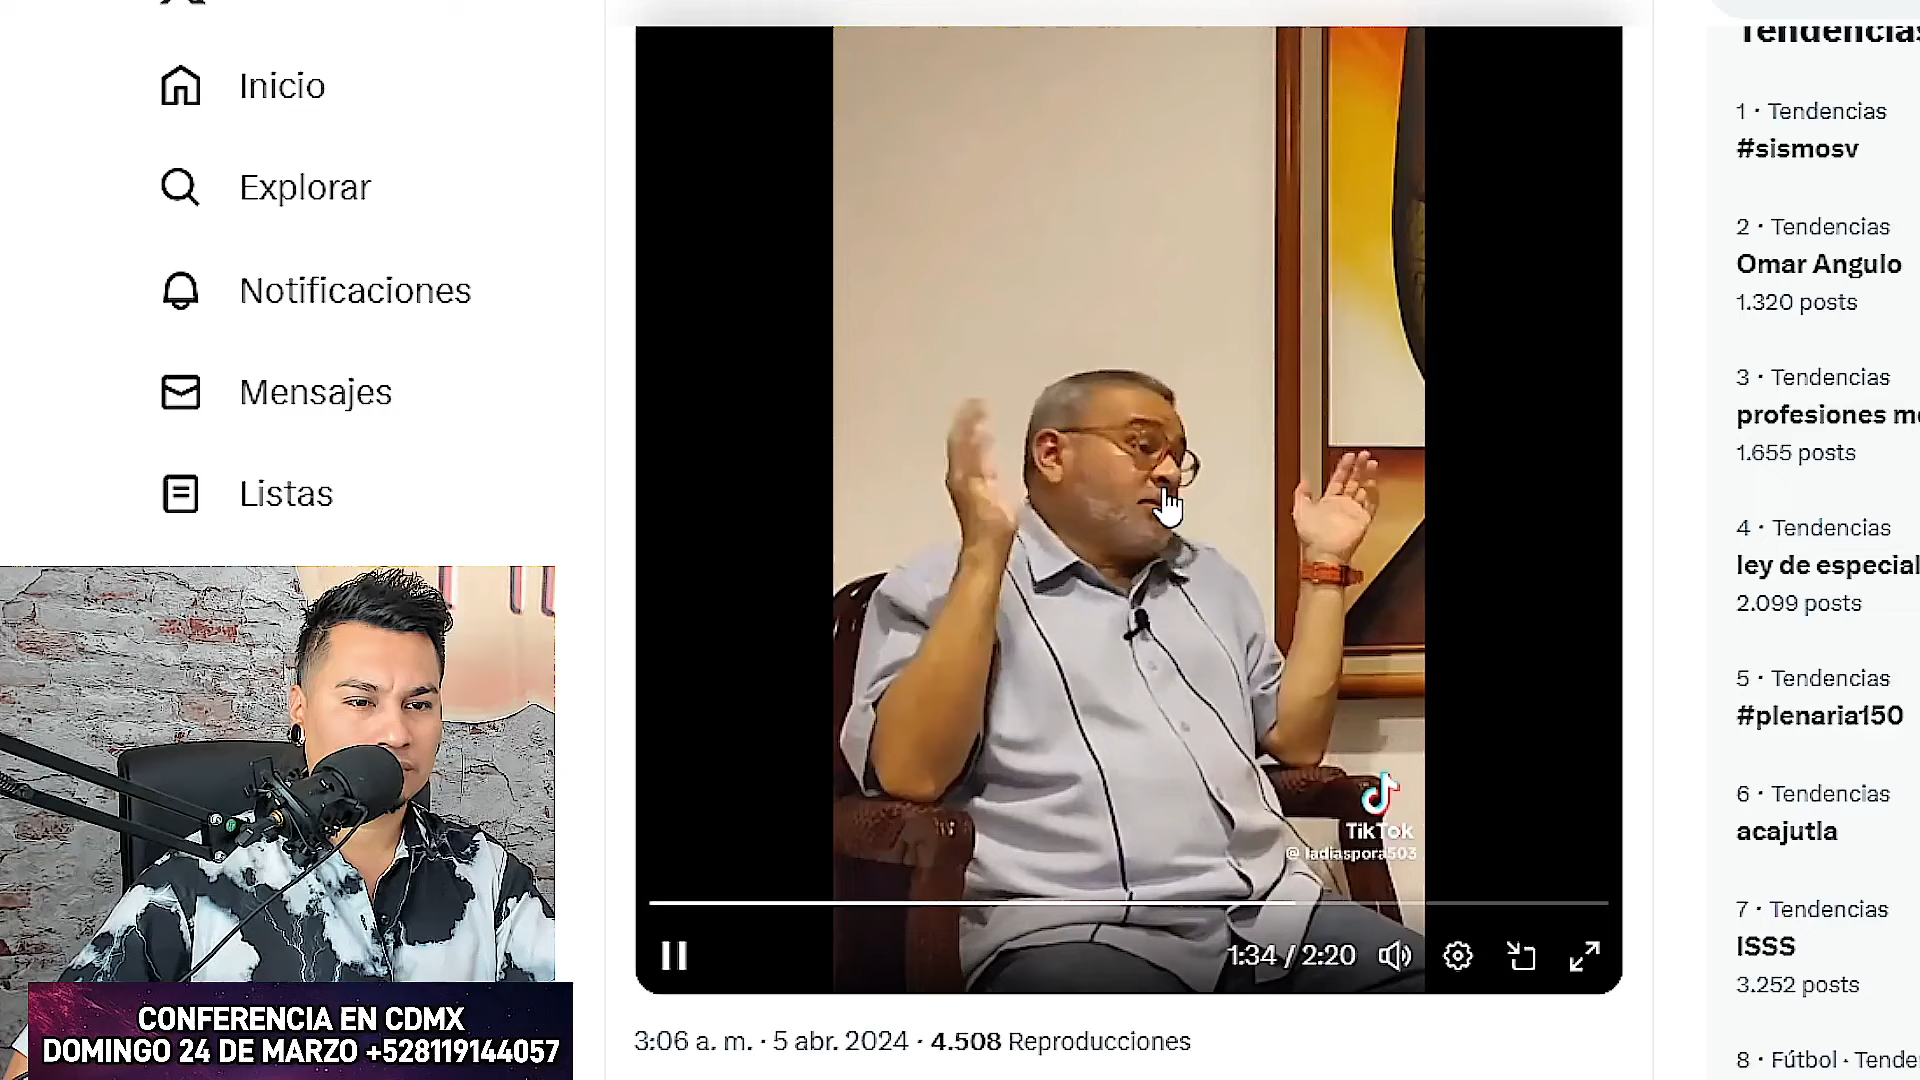 Inicio
Explorar
Notificaciones
Mensajes
Listas
CONFERENCIA EN CDMX
DOMINGO 24 DE MARZO +528119144057
TikTok
@ ladiaspora503
1:34 / 2:20
3:06 a. m. · 5 abr. 2024 · 4.508 Reproducciones
Tendencias
1 · Tendencias
#sismosv
2 · Tendencias
Omar Angulo
1.320 posts
3 · Tendencias
profesiones
1.655 posts
4 · Tendencias
ley de especial
2.099 posts
5 · Tendencias
#plenaria150
6 · Tendencias
acajutla
7 · Tendencias
ISSS
3.252 posts
8 · Fútbol · Tende